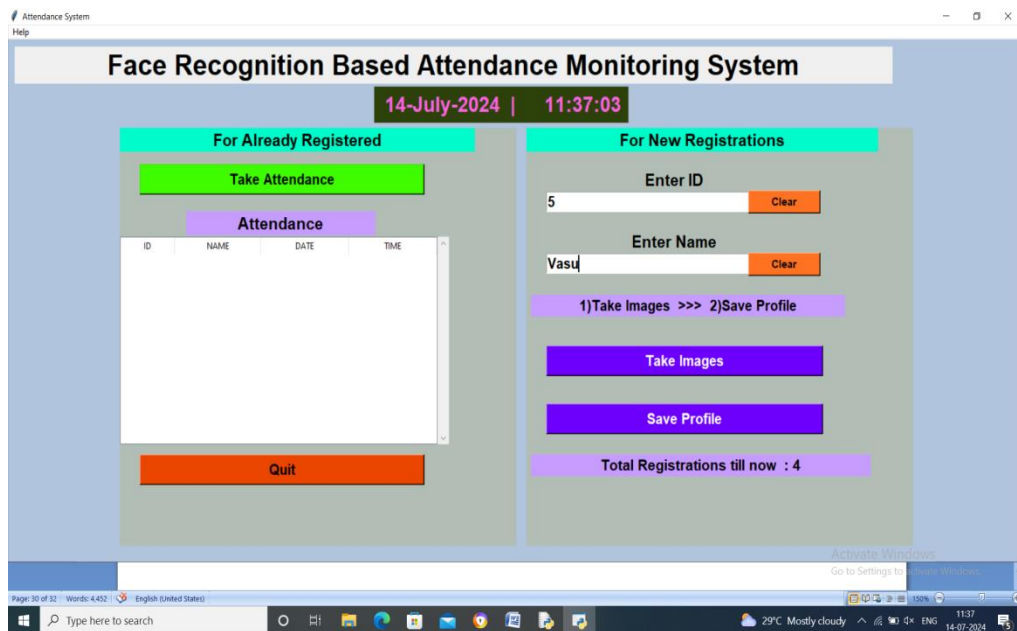 Attendance System
Help
Face Recognition Based Attendance Monitoring System
14-July-2024 | 11:37:03
For Already Registered
Take Attendance
Attendance
ID NAME DATE TIME
Quit
For New Registrations
Enter ID
5 Clear
Enter Name
Vasu Clear
1)Take Images >>> 2)Save Profile
Take Images
Save Profile
Total Registrations till now : 4
Activate Windows
Go to Settings to activate Windows.
Page: 30 of 32 Words: 4,452 English (United States) 150%
Type here to search 29°C Mostly cloudy ENG 11:37
14-07-2024
5